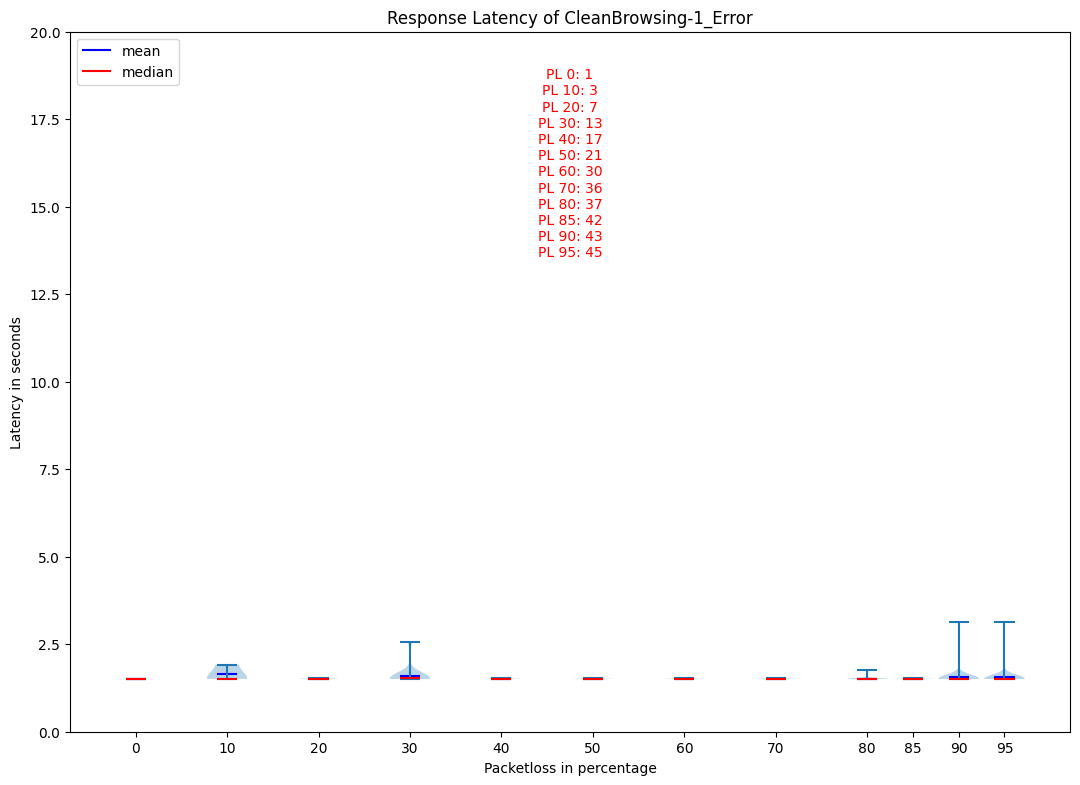 Response Latency of CleanBrowsing-1_Error
mean
median
PL 0: 1
PL 10: 3
PL 20: 7
PL 30: 13
PL 40: 17
PL 50: 21
PL 60: 30
PL 70: 36
PL 80: 37
PL 85: 42
PL 90: 43
PL 95: 45
Latency in seconds
20.0
17.5
15.0
12.5
10.0
7.5
5.0
2.5
0.0
0 10 20 30 40 50 60 70 80 85 90 95
Packetloss in percentage